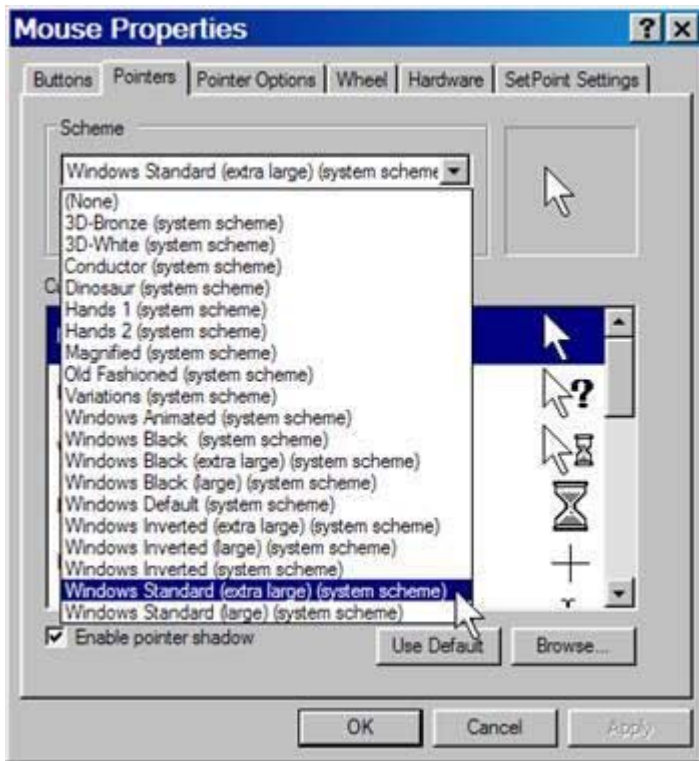 Mouse Properties
Buttons Pointers Pointer Options Wheel Hardware SetPoint Settings
Scheme
Windows Standard (extra large) (system scheme
(None)
3D-Bronze (system scheme)
3D-White (system scheme)
Conductor (system scheme)
Dinosaur (system scheme)
Hands 1 (system scheme)
Hands 2 (system scheme)
Magnified (system scheme)
Old Fashioned (system scheme)
Variations (system scheme)
Windows Animated (system scheme)
Windows Black (system scheme)
Windows Black (extra large) (system scheme)
Windows Black (large) (system scheme)
Windows Default (system scheme)
Windows Inverted (extra large) (system scheme)
Windows Inverted (large) (system scheme)
Windows Inverted (system scheme)
Windows Standard (extra large) (system scheme)
Windows Standard (large) (system scheme)
Enable pointer shadow
Use Default Browse...
OK Cancel Apply